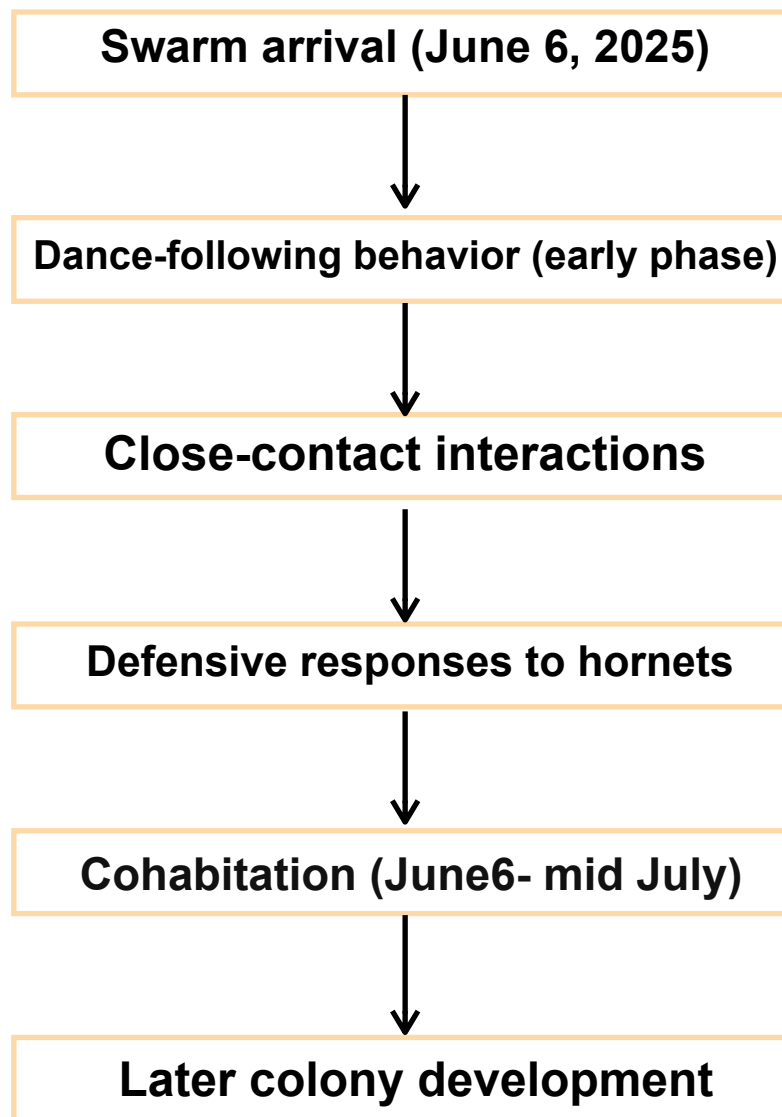 Swarm arrival (June 6, 2025)
Dance-following behavior (early phase)
Close-contact interactions
Defensive responses to hornets
Cohabitation (June6- mid July)
Later colony development